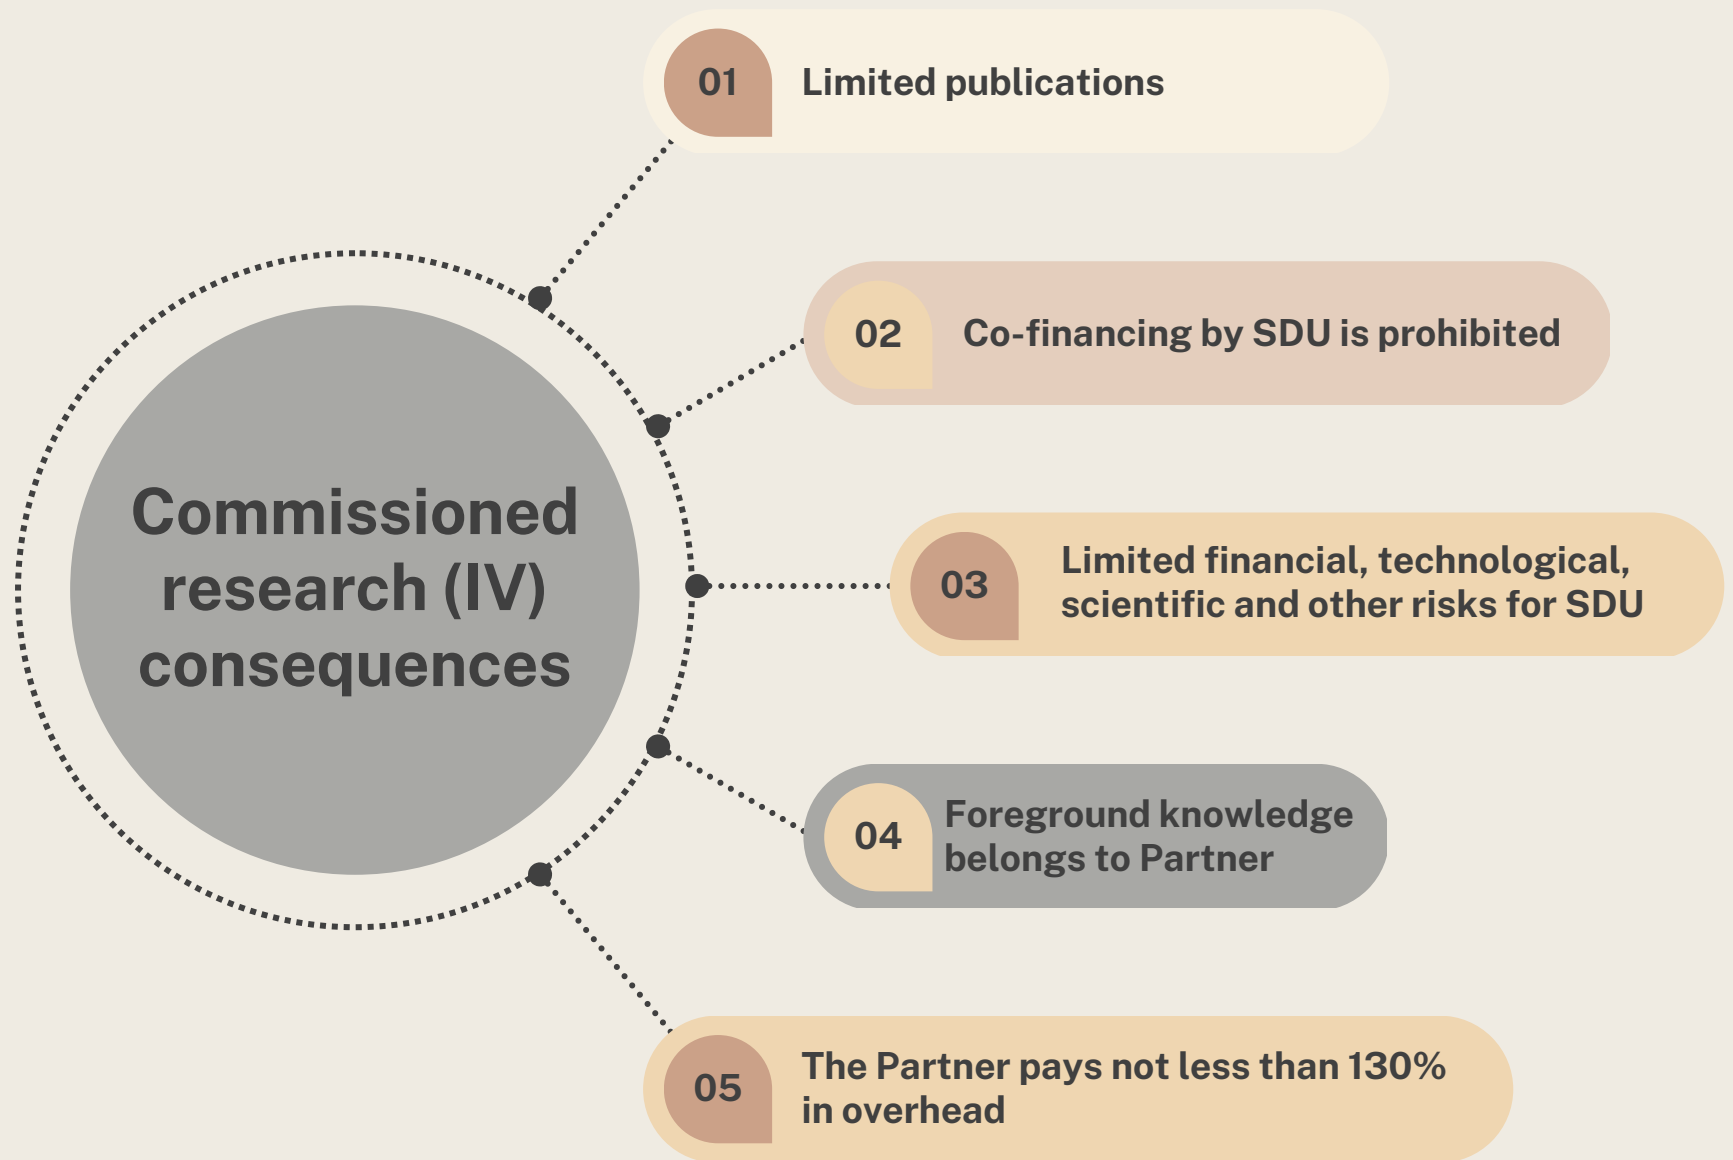 01
Limited publications
02
Co-financing by SDU is prohibited
Commissioned
research (IV)
consequences
03
Limited financial, technological,
scientific and other risks for SDU
04
Foreground knowledge
belongs to Partner
05
The Partner pays not less than 130%
in overhead